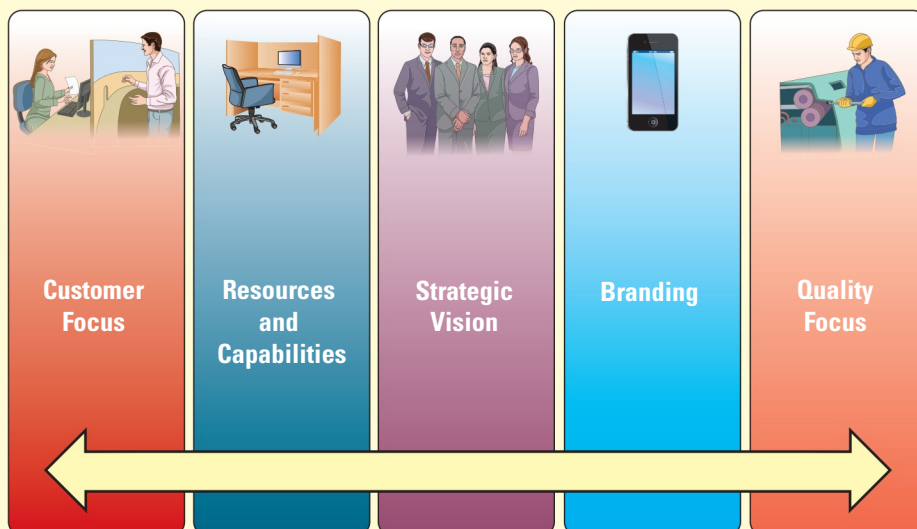 Customer
Focus
Resources
and
Capabilities
Strategic
Vision
Branding
Quality
Focus